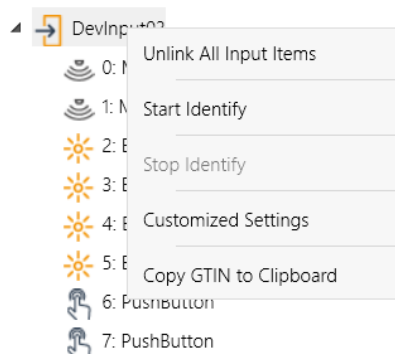 DevInput02
Unlink All Input Items
0:
1:
Start Identify
2:
Stop Identify
3:
4:
Customized Settings
5:
Copy GTIN to Clipboard
6: PushButton
7: PushButton